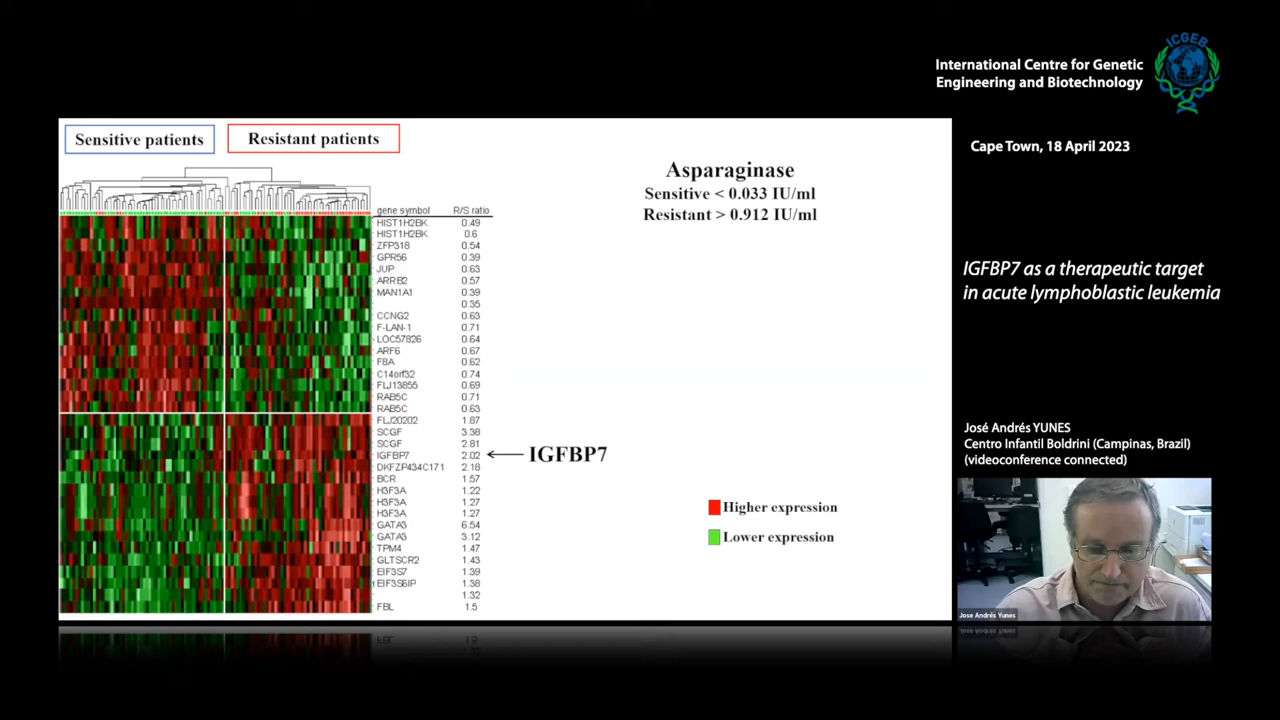 ICGEB
International Centre for Genetic
Engineering and Biotechnology
Cape Town, 18 April 2023
IGFBP7 as a therapeutic target
in acute lymphoblastic leukemia
José Andrés YUNES
Centro Infantil Boldrini (Campinas, Brazil)
(videoconference connected)
Jose Andrés Yunes
Sensitive patients
Resistant patients
Asparaginase
Sensitive < 0.033 IU/ml
Resistant > 0.912 IU/ml
gene symbol R/S ratio
HIST1H2BK 0.49
HIST1H2BK 0.6
ZFP318 0.54
GPR56 0.39
JUP 0.63
ARRB2 0.57
MAN1A1 0.39
0.35
CCNG2 0.63
F-LAN-1 0.71
LOC57826 0.64
ARF6 0.67
F8A 0.62
C14orf32 0.74
FLJ13855 0.69
RAB5C 0.71
RAB5C 0.63
FLJ20202 1.87
SCGF 3.38
SCGF 2.81
IGFBP7 2.02
IGFBP7
DKFZP434C171 2.18
BCR 1.57
H3F3A 1.22
H3F3A 1.27
H3F3A 1.27
GATA3 6.54
GATA3 3.12
TPM4 1.47
GLTSCR2 1.43
EIF3S7 1.39
EIF3S6IP 1.38
1.32
FBL 1.5
Higher expression
Lower expression